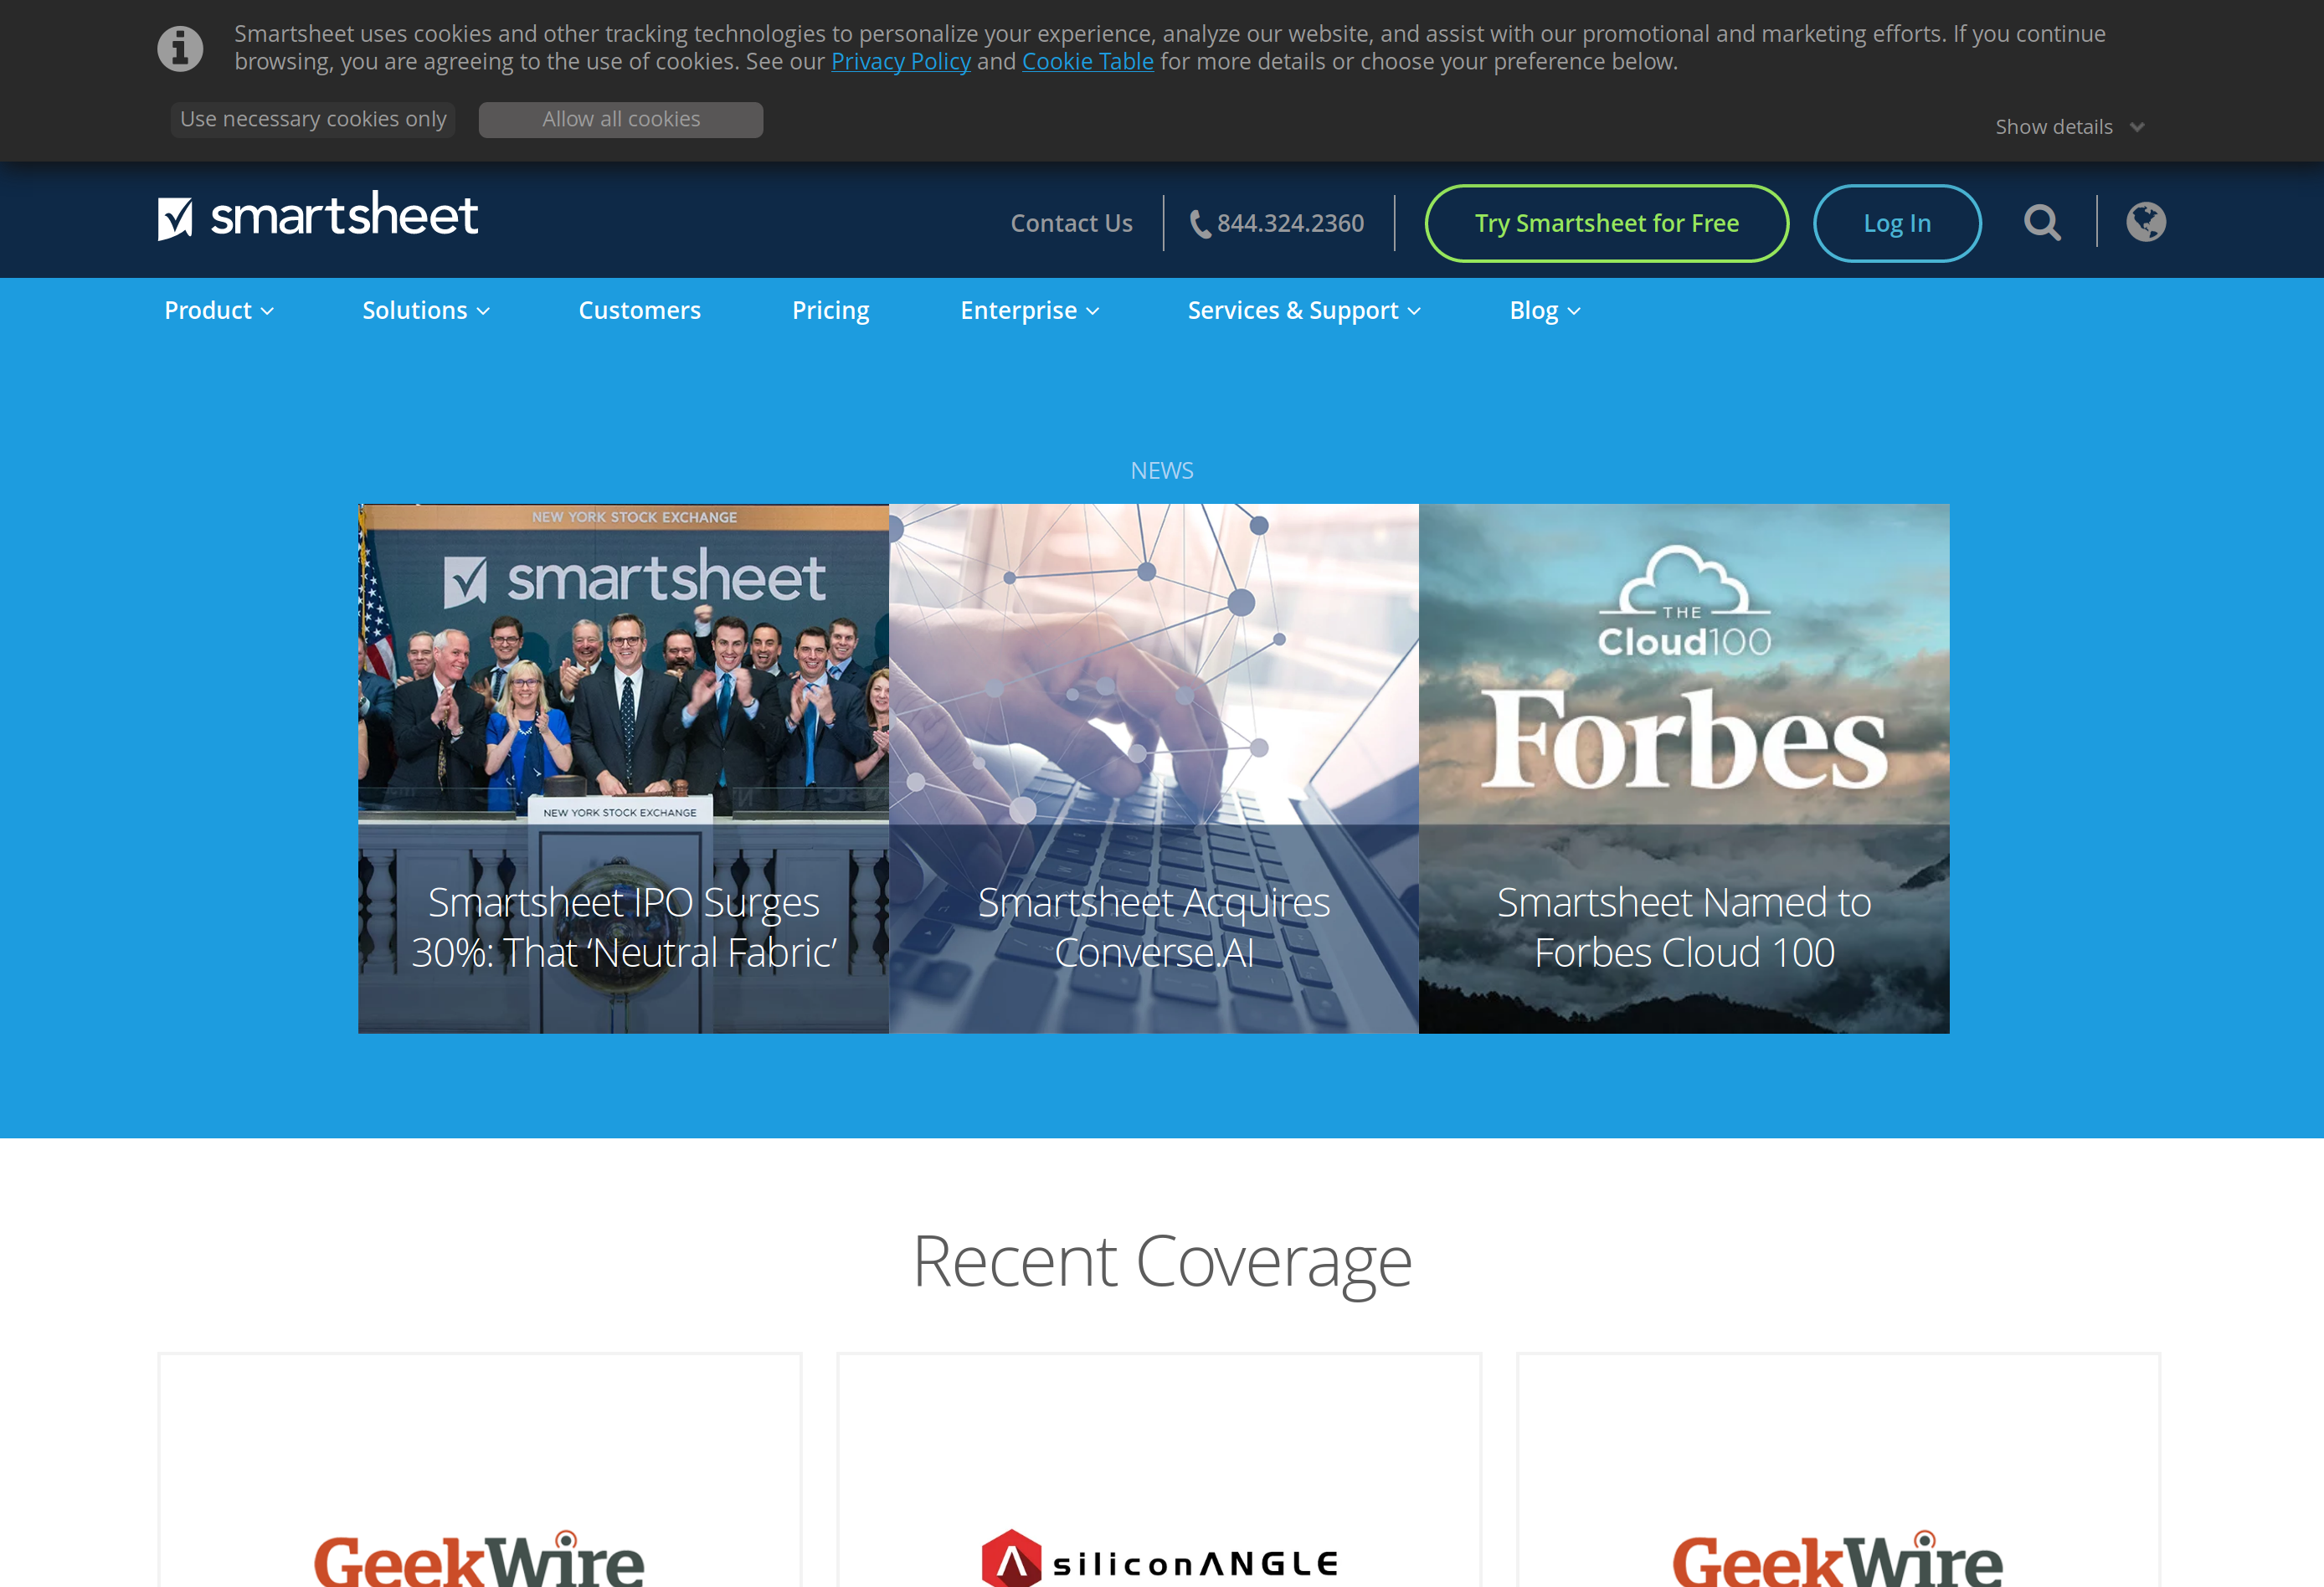 Smartsheet uses cookies and other tracking technologies to personalize your experience, analyze our website, and assist with our promotional and marketing efforts. If you continue
browsing, you are agreeing to the use of cookies. See our Privacy Policy and Cookie Table for more details or choose your preference below.
Use necessary cookies only
Allow all cookies
Show details
smartsheet
Contact Us
844.324.2360
Try Smartsheet for Free
Log In
Product
Solutions
Customers
Pricing
Enterprise
Services & Support
Blog
NEWS
NEW YORK STOCK EXCHANGE
smartsheet
NEW YORK STOCK EXCHANGE
Smartsheet IPO Surges
30%: That ‘Neutral Fabric’
Smartsheet Acquires
Converse.AI
THE
Cloud100
Forbes
Smartsheet Named to
Forbes Cloud 100
Recent Coverage
GeekWire
siliconANGLE
GeekWire